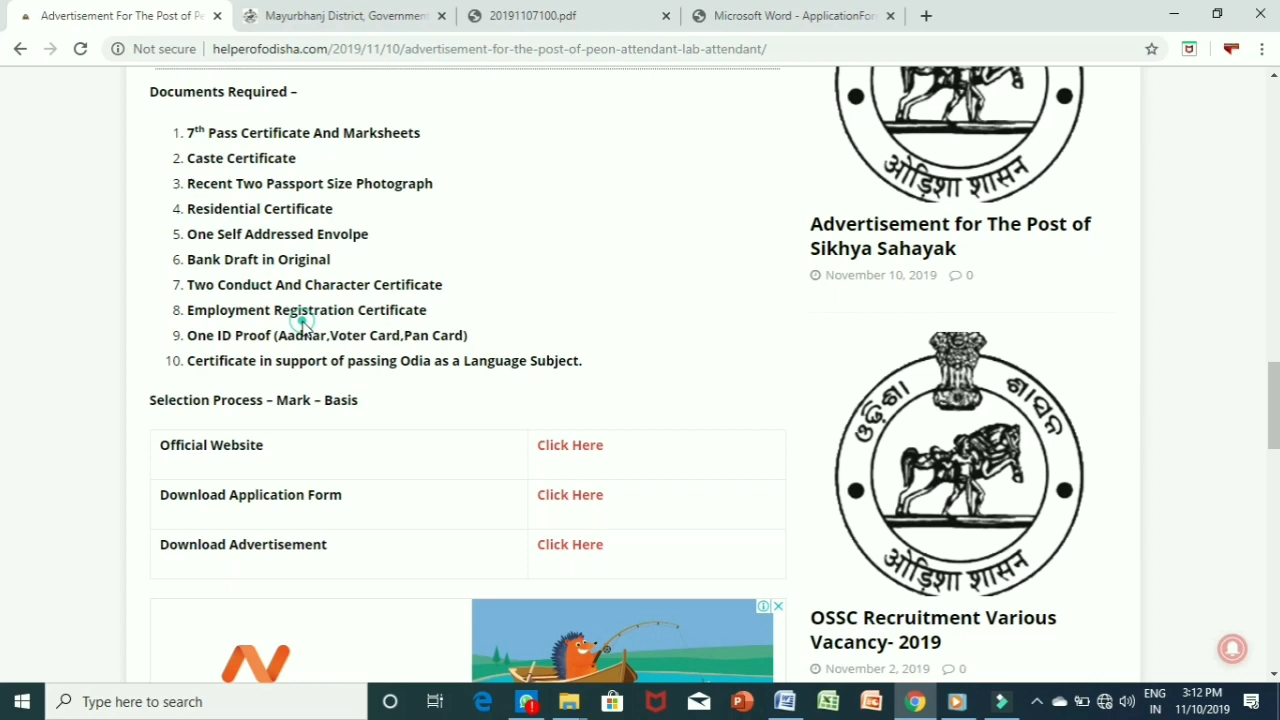 Advertisement For The Post of Pe
Mayurbhanj District, Government
20191107100.pdf
Microsoft Word - ApplicationForm
Not secure
helperofodisha.com/2019/11/10/advertisement-for-the-post-of-peon-attendant-lab-attendant/
Documents Required –
1. 7th Pass Certificate And Marksheets
2. Caste Certificate
3. Recent Two Passport Size Photograph
4. Residential Certificate
5. One Self Addressed Envolpe
6. Bank Draft in Original
7. Two Conduct And Character Certificate
8. Employment Registration Certificate
9. One ID Proof (Aadhar,Voter Card,Pan Card)
10. Certificate in support of passing Odia as a Language Subject.
Selection Process – Mark – Basis
Official Website Click Here
Download Application Form Click Here
Download Advertisement Click Here
ओड़िशा शासन
Advertisement for The Post of
Sikhya Sahayak
November 10, 2019 0
ଓଡ଼ିଶା ଶାସନ
ओड़िशा शासन
OSSC Recruitment Various
Vacancy- 2019
November 2, 2019 0
Type here to search
ENG
IN
3:12 PM
11/10/2019